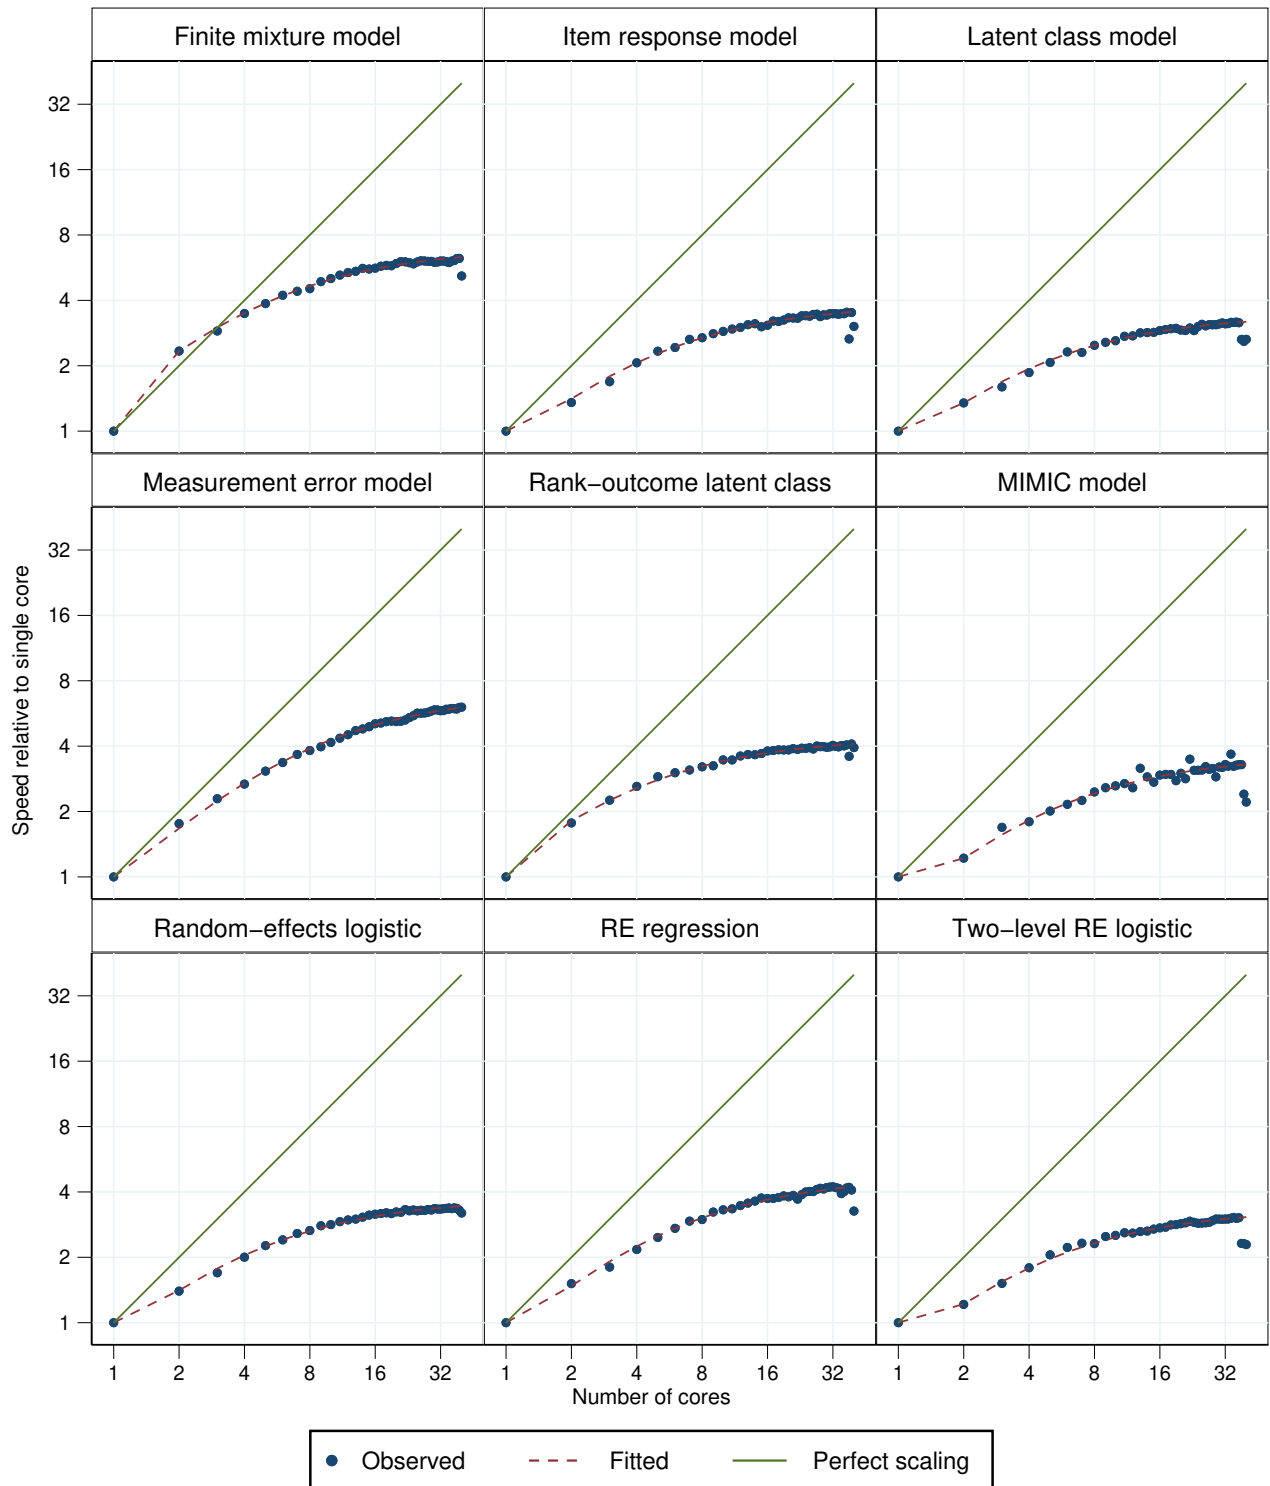 Finite mixture model
Item response model
Latent class model
32
16
8
4
2
1
Measurement error model
Rank−outcome latent class
MIMIC model
32
16
8
4
2
1
Speed relative to single core
Random−effects logistic
RE regression
Two−level RE logistic
32
16
8
4
2
1
1 2 4 8 16 32
1 2 4 8 16 32
1 2 4 8 16 32
Number of cores
Observed
Fitted
Perfect scaling